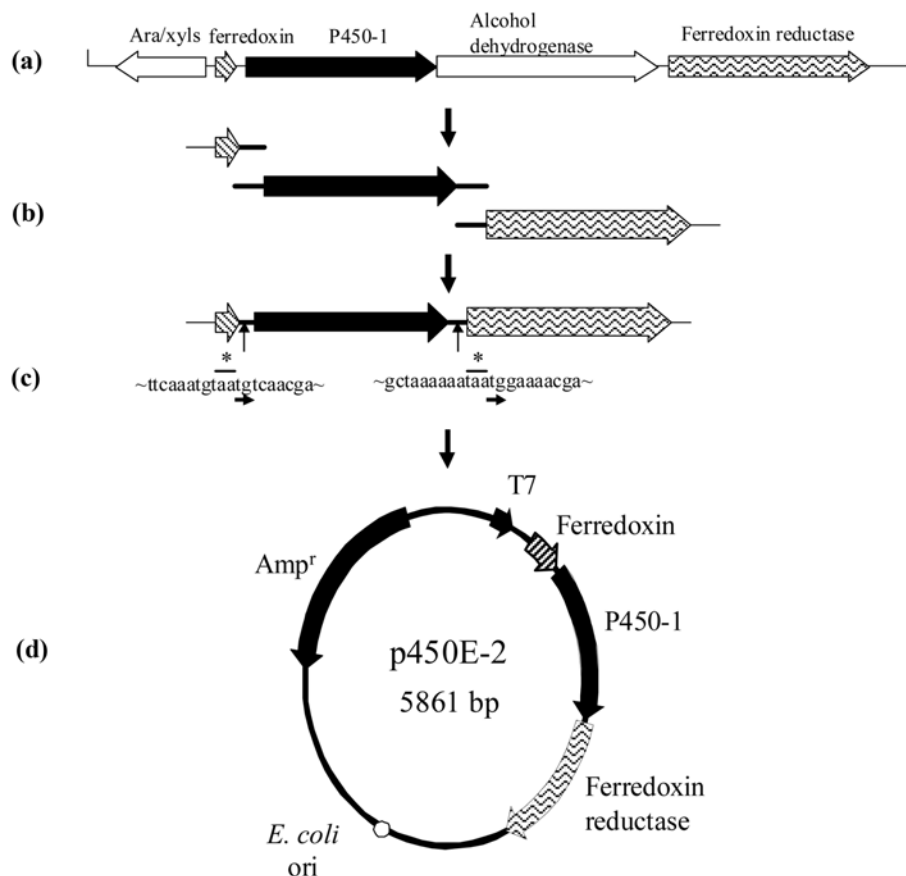 Ara/xyls ferredoxin P450-1 Alcohol dehydrogenase Ferredoxin reductase
(a)
(b)
(c)
* *
~ttcaaatgtaatgtcaacga~ ~gctaaaaaataatggaaaacga~
T7
Ferredoxin
Ampʳ
P450-1
(d)
p450E-2
5861 bp
Ferredoxin
reductase
E. coli
ori